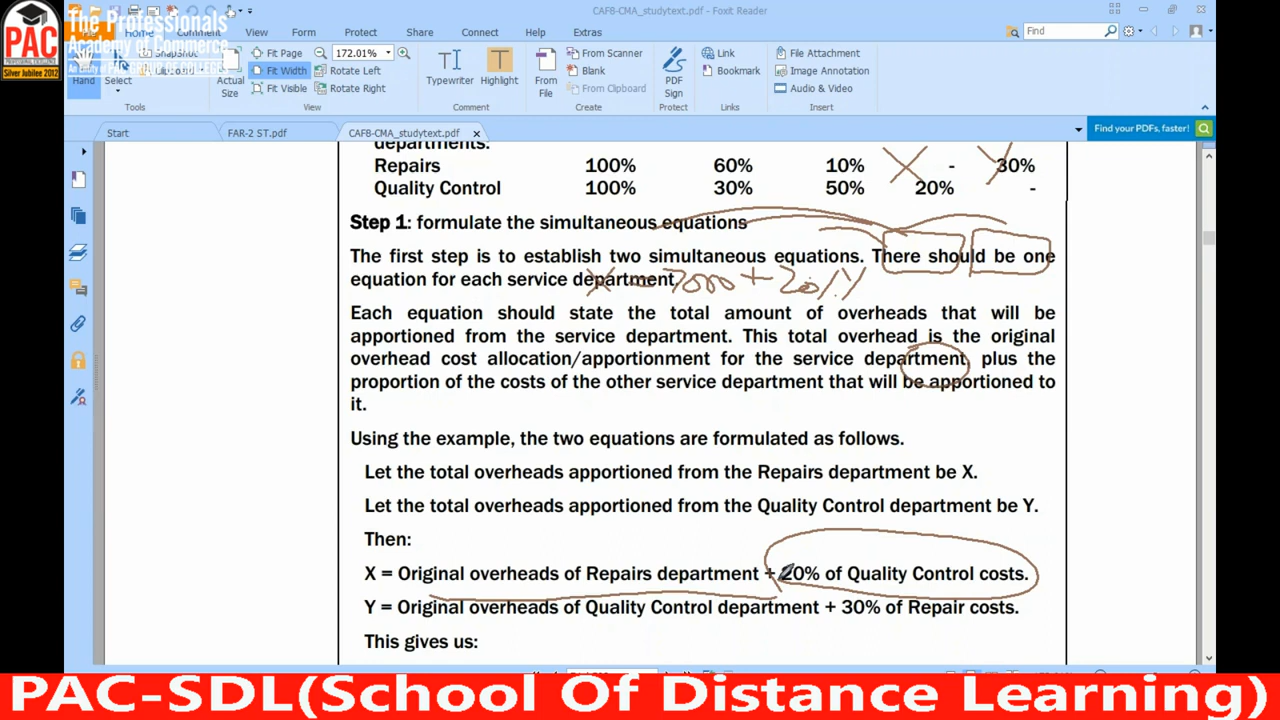 CAF8-CMA_studytext.pdf - Foxit Reader
PAC
Silver Jubilee 2012
The Professionals
Academy of Commerce
Home
View
Form
Protect
Share
Connect
Help
Extras
Find
Hand
Select
Tools
Actual
Size
Fit Page
Fit Width
Fit Visible
172.01%
Rotate Left
Rotate Right
View
Typewriter
Highlight
Comment
From
File
From Scanner
Blank
From Clipboard
Create
PDF
Sign
Protect
Link
Bookmark
Links
File Attachment
Image Annotation
Audio & Video
Insert
Start
FAR-2 ST.pdf
CAF8-CMA_studytext.pdf
Find your PDFs, faster!
departments:
Repairs 100% 60% 10% - 30%
Quality Control 100% 30% 50% 20% -
X Y
Step 1: formulate the simultaneous equations
The first step is to establish two simultaneous equations. There should be one
equation for each service department.
X = 7000 + 20% Y
Each equation should state the total amount of overheads that will be
apportioned from the service department. This total overhead is the original
overhead cost allocation/apportionment for the service department, plus the
proportion of the costs of the other service department that will be apportioned to
it.
Using the example, the two equations are formulated as follows.
Let the total overheads apportioned from the Repairs department be X.
Let the total overheads apportioned from the Quality Control department be Y.
Then:
X = Original overheads of Repairs department + 20% of Quality Control costs.
Y = Original overheads of Quality Control department + 30% of Repair costs.
This gives us:
PAC-SDL(School Of Distance Learning)